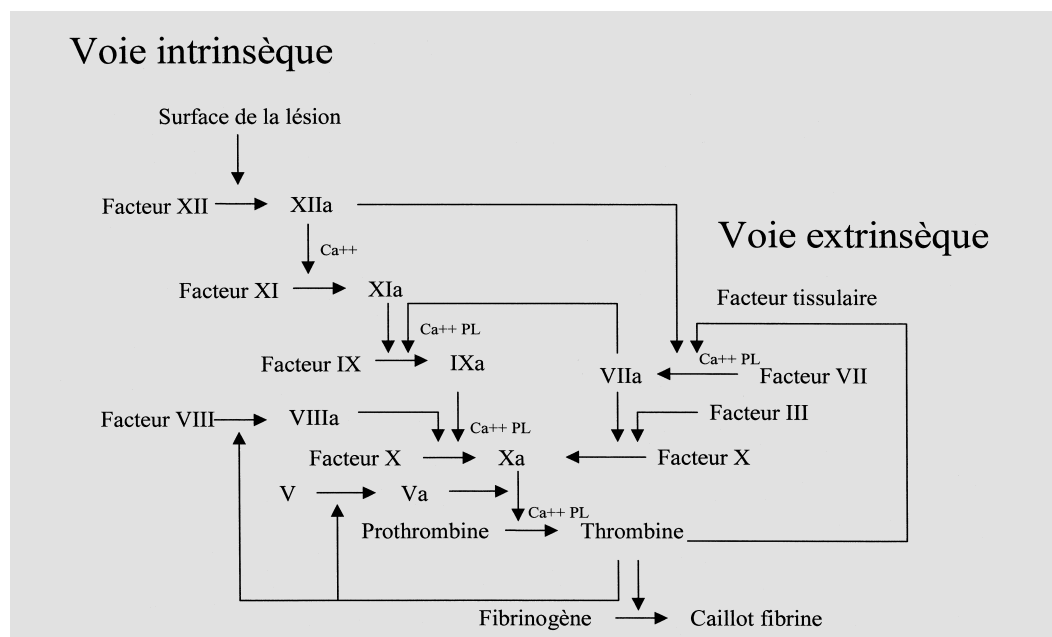 Voie intrinsèque
Surface de la lésion
Facteur XII XIIa
Voie extrinsèque
Ca++
Facteur XI XIa
Facteur tissulaire
Ca++ PL
Facteur IX IXa
Ca++ PL
VIIa Facteur VII
Facteur VIII VIIIa
Facteur III
Ca++ PL
Facteur X Xa Facteur X
V Va
Ca++ PL
Prothrombine Thrombine
Fibrinogène Caillot fibrine